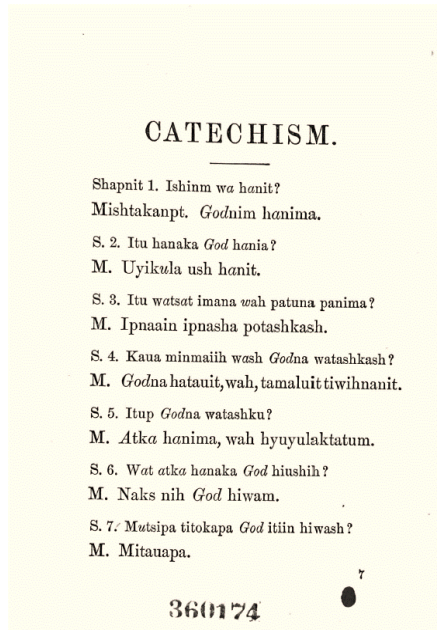 CATECHISM.
Shapnit 1. Ishinm wa hanit?
Mishtakanpt. Godnim hanima.
S. 2. Itu hanaka God hania?
M. Uyikula ush hanit.
S. 3. Itu watsat imana wah patuna panima?
M. Ipnaain ipnasha potashkash.
S. 4. Kaua minmaiih wash Godna watashkash?
M. Godna hatauit, wah, tamaluit tiwihnanit.
S. 5. Itup Godna watashku?
M. Atka hanima, wah hyuyulaktatum.
S. 6. Wat atka hanaka God hiushih?
M. Naks nih God hiwam.
S. 7. Mutsipa titokapa God itiin hiwash?
M. Mitauapa.
7
360174